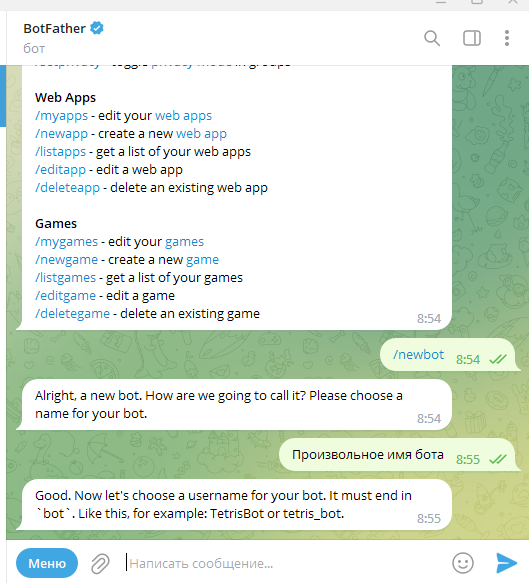 BotFather
бот
Web Apps
/myapps - edit your web apps
/newapp - create a new web app
/listapps - get a list of your web apps
/editapp - edit a web app
/deleteapp - delete an existing web app
Games
/mygames - edit your games
/newgame - create a new game
/listgames - get a list of your games
/editgame - edit a game
/deletegame - delete an existing game
8:54
/newbot 8:54
Alright, a new bot. How are we going to call it? Please choose a
name for your bot.
8:54
Произвольное имя бота 8:55
Good. Now let's choose a username for your bot. It must end in
`bot`. Like this, for example: TetrisBot or tetris_bot.
8:55
Меню
Написать сообщение...